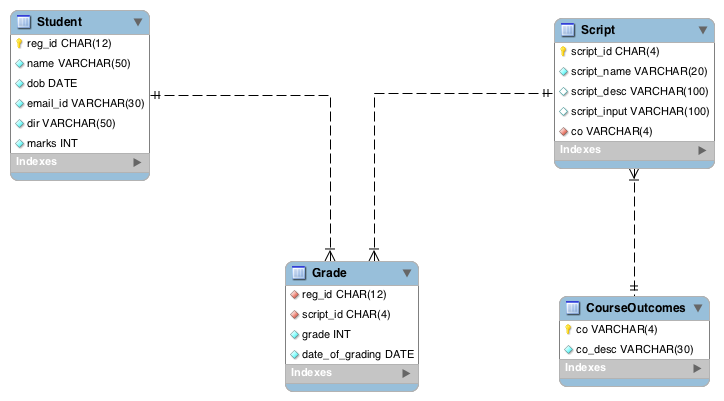 Student
reg_id CHAR(12)
name VARCHAR(50)
dob DATE
email_id VARCHAR(30)
dir VARCHAR(50)
marks INT
Indexes
Script
script_id CHAR(4)
script_name VARCHAR(20)
script_desc VARCHAR(100)
script_input VARCHAR(100)
co VARCHAR(4)
Indexes
Grade
reg_id CHAR(12)
script_id CHAR(4)
grade INT
date_of_grading DATE
Indexes
CourseOutcomes
co VARCHAR(4)
co_desc VARCHAR(30)
Indexes